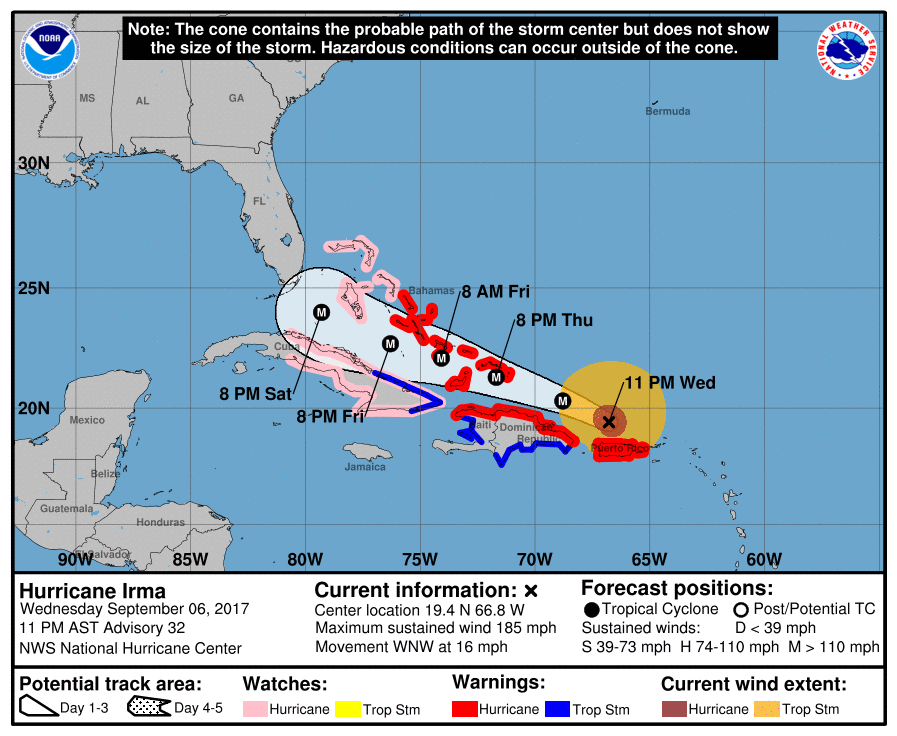 Note: The cone contains the probable path of the storm center but does not show
the size of the storm. Hazardous conditions can occur outside of the cone.
NOAA
NATIONAL WEATHER SERVICE
MS
AL
GA
Bermuda
30N
FL
25N
Bahamas
8 AM Fri
M
8 PM Thu
M
M
Cuba
M
M
11 PM Wed
8 PM Sat
M
8 PM Fri
20N
Mexico
Haiti
Dominican
Republic
Puerto Rico
Jamaica
Belize
Guatemala
Honduras
El Salvador
90W
85W
80W
75W
70W
65W
60W
Hurricane Irma
Wednesday September 06, 2017
11 PM AST Advisory 32
NWS National Hurricane Center
Current information: ×
Center location 19.4 N 66.8 W
Maximum sustained wind 185 mph
Movement WNW at 16 mph
Forecast positions:
Tropical Cyclone
Post/Potential TC
Sustained winds: D < 39 mph
S 39-73 mph H 74-110 mph M > 110 mph
Potential track area:
Day 1-3
Day 4-5
Watches:
Hurricane
Trop Stm
Warnings:
Hurricane
Trop Stm
Current wind extent:
Hurricane
Trop Stm